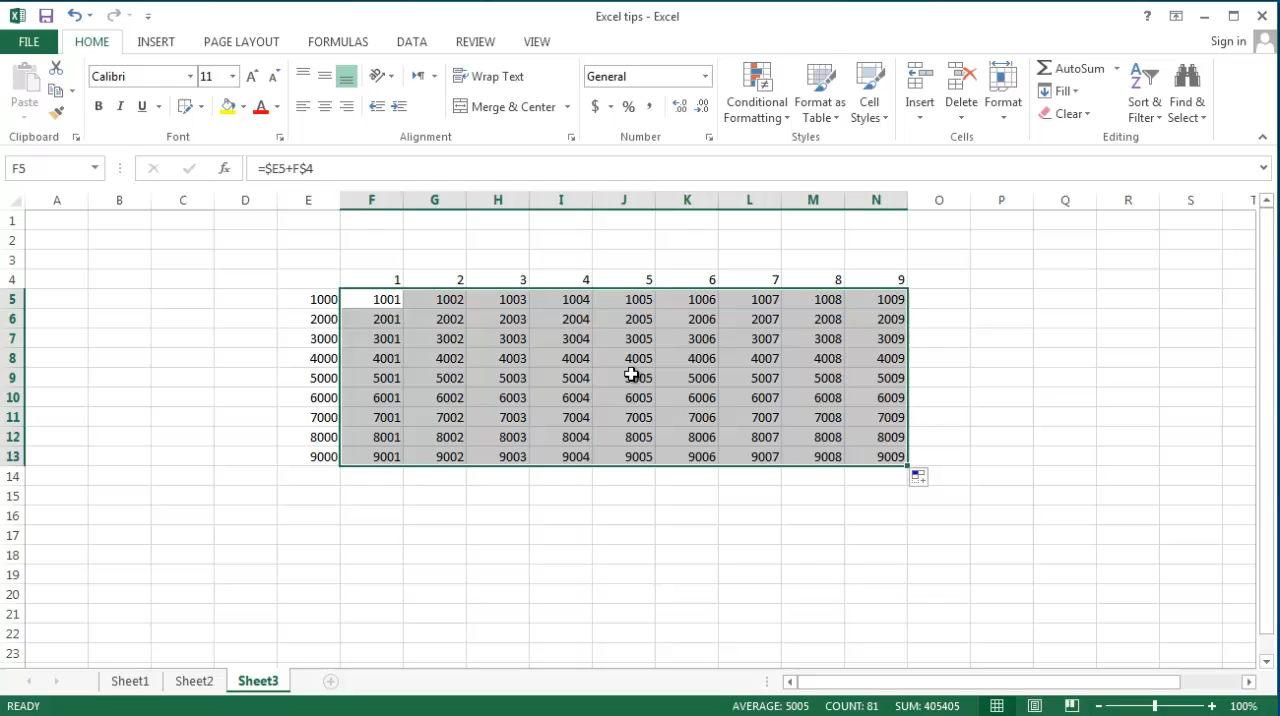 Excel tips - Excel
?
FILE HOME INSERT PAGE LAYOUT FORMULAS DATA REVIEW VIEW Sign in
Paste
Calibri 11
B I U A
Wrap Text
Merge & Center
General
$ % ,
Conditional Formatting
Format as Table
Cell Styles
Insert
Delete
Format
AutoSum
Fill
Clear
Sort & Filter
Find & Select
Clipboard Font Alignment Number Styles Cells Editing
F5 fx =$E5+F$4
A B C D E F G H I J K L M N O P Q R S T
1
2
3
4 1 2 3 4 5 6 7 8 9
5 1000 1001 1002 1003 1004 1005 1006 1007 1008 1009
6 2000 2001 2002 2003 2004 2005 2006 2007 2008 2009
7 3000 3001 3002 3003 3004 3005 3006 3007 3008 3009
8 4000 4001 4002 4003 4004 4005 4006 4007 4008 4009
9 5000 5001 5002 5003 5004 5005 5006 5007 5008 5009
10 6000 6001 6002 6003 6004 6005 6006 6007 6008 6009
11 7000 7001 7002 7003 7004 7005 7006 7007 7008 7009
12 8000 8001 8002 8003 8004 8005 8006 8007 8008 8009
13 9000 9001 9002 9003 9004 9005 9006 9007 9008 9009
14
15
16
17
18
19
20
21
22
23
Sheet1 Sheet2 Sheet3
READY AVERAGE: 5005 COUNT: 81 SUM: 405405 100%